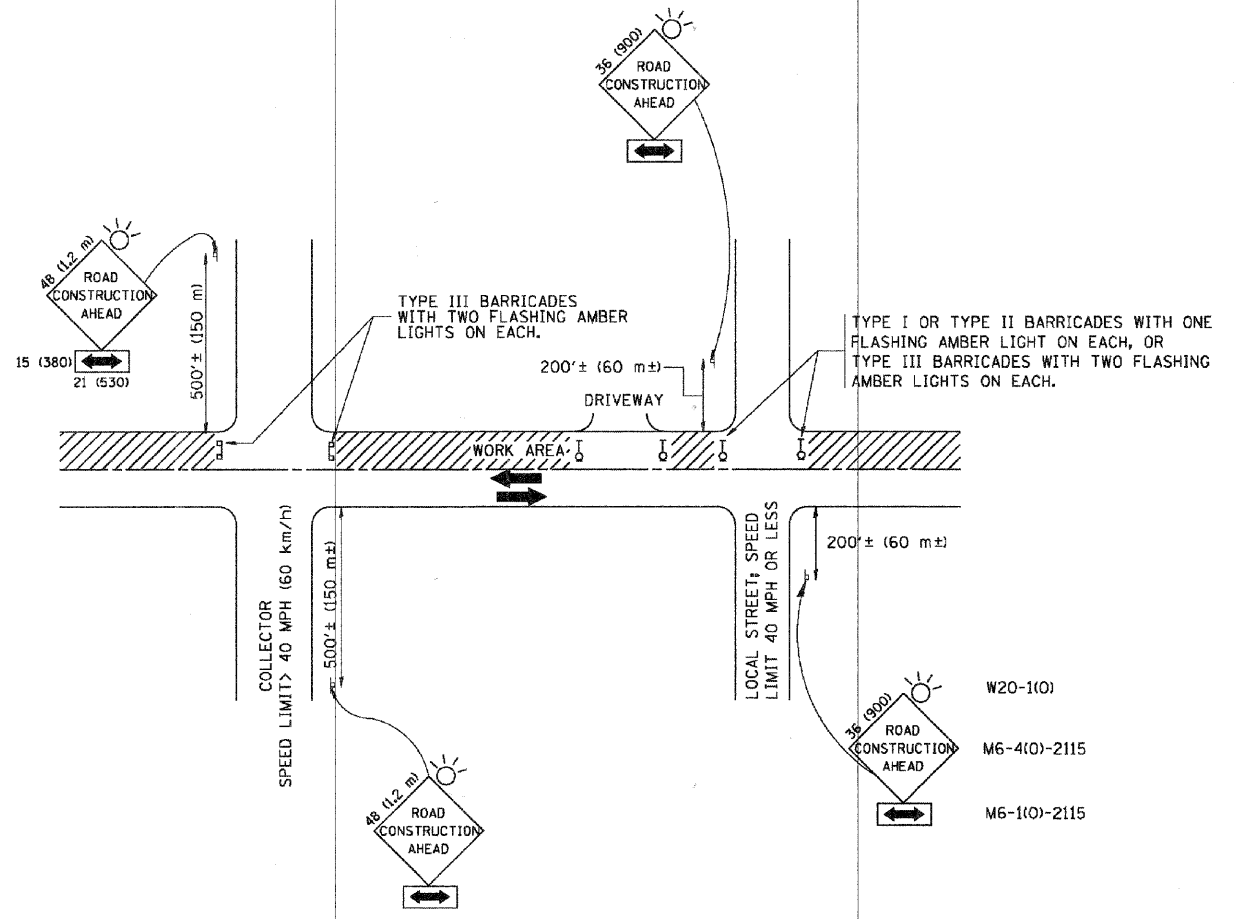 36 (900)
ROAD
CONSTRUCTION
AHEAD
48 (1.2 m)
ROAD
CONSTRUCTION
AHEAD
15 (380)
21 (530)
500'± (150 m)
TYPE III BARRICADES
WITH TWO FLASHING AMBER
LIGHTS ON EACH.
200'± (60 m±)
DRIVEWAY
TYPE I OR TYPE II BARRICADES WITH ONE
FLASHING AMBER LIGHT ON EACH, OR
TYPE III BARRICADES WITH TWO FLASHING
AMBER LIGHTS ON EACH.
WORK AREA
COLLECTOR
SPEED LIMIT> 40 MPH (60 km/h)
500'± (150 m±)
LOCAL STREET; SPEED
LIMIT 40 MPH OR LESS
200'± (60 m±)
48 (1.2 m)
ROAD
CONSTRUCTION
AHEAD
36 (900)
ROAD
CONSTRUCTION
AHEAD
W20-1(O)
M6-4(O)-2115
M6-1(O)-2115